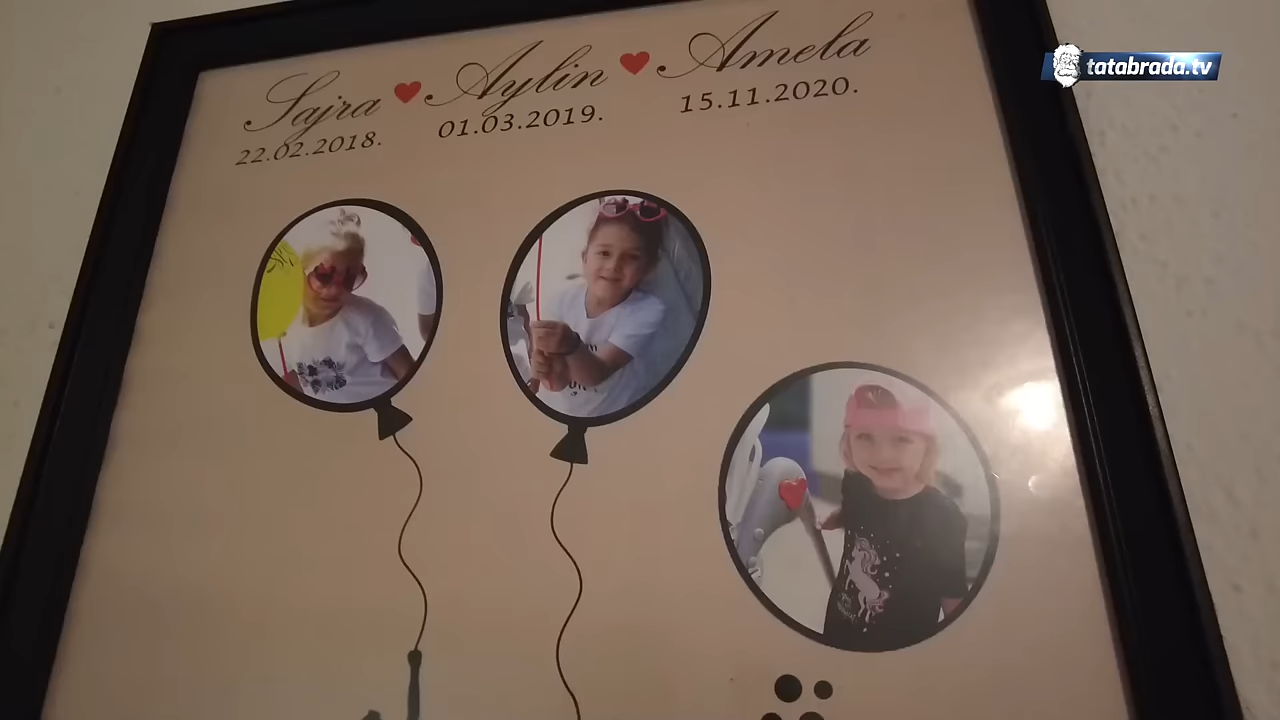 Sajra ♥ Aylin ♥ Amela
22.02.2018. 01.03.2019. 15.11.2020.
tatabrada.tv